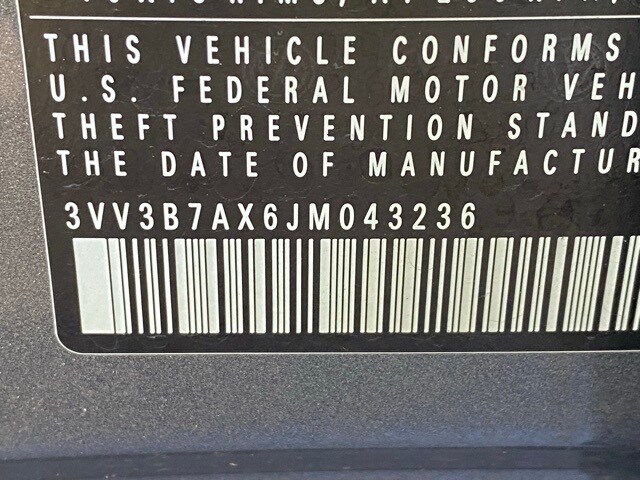 THIS VEHICLE CONFORMS
U.S. FEDERAL MOTOR VEH
THEFT PREVENTION STAND
THE DATE OF MANUFACTUR
3VV3B7AX6JM043236